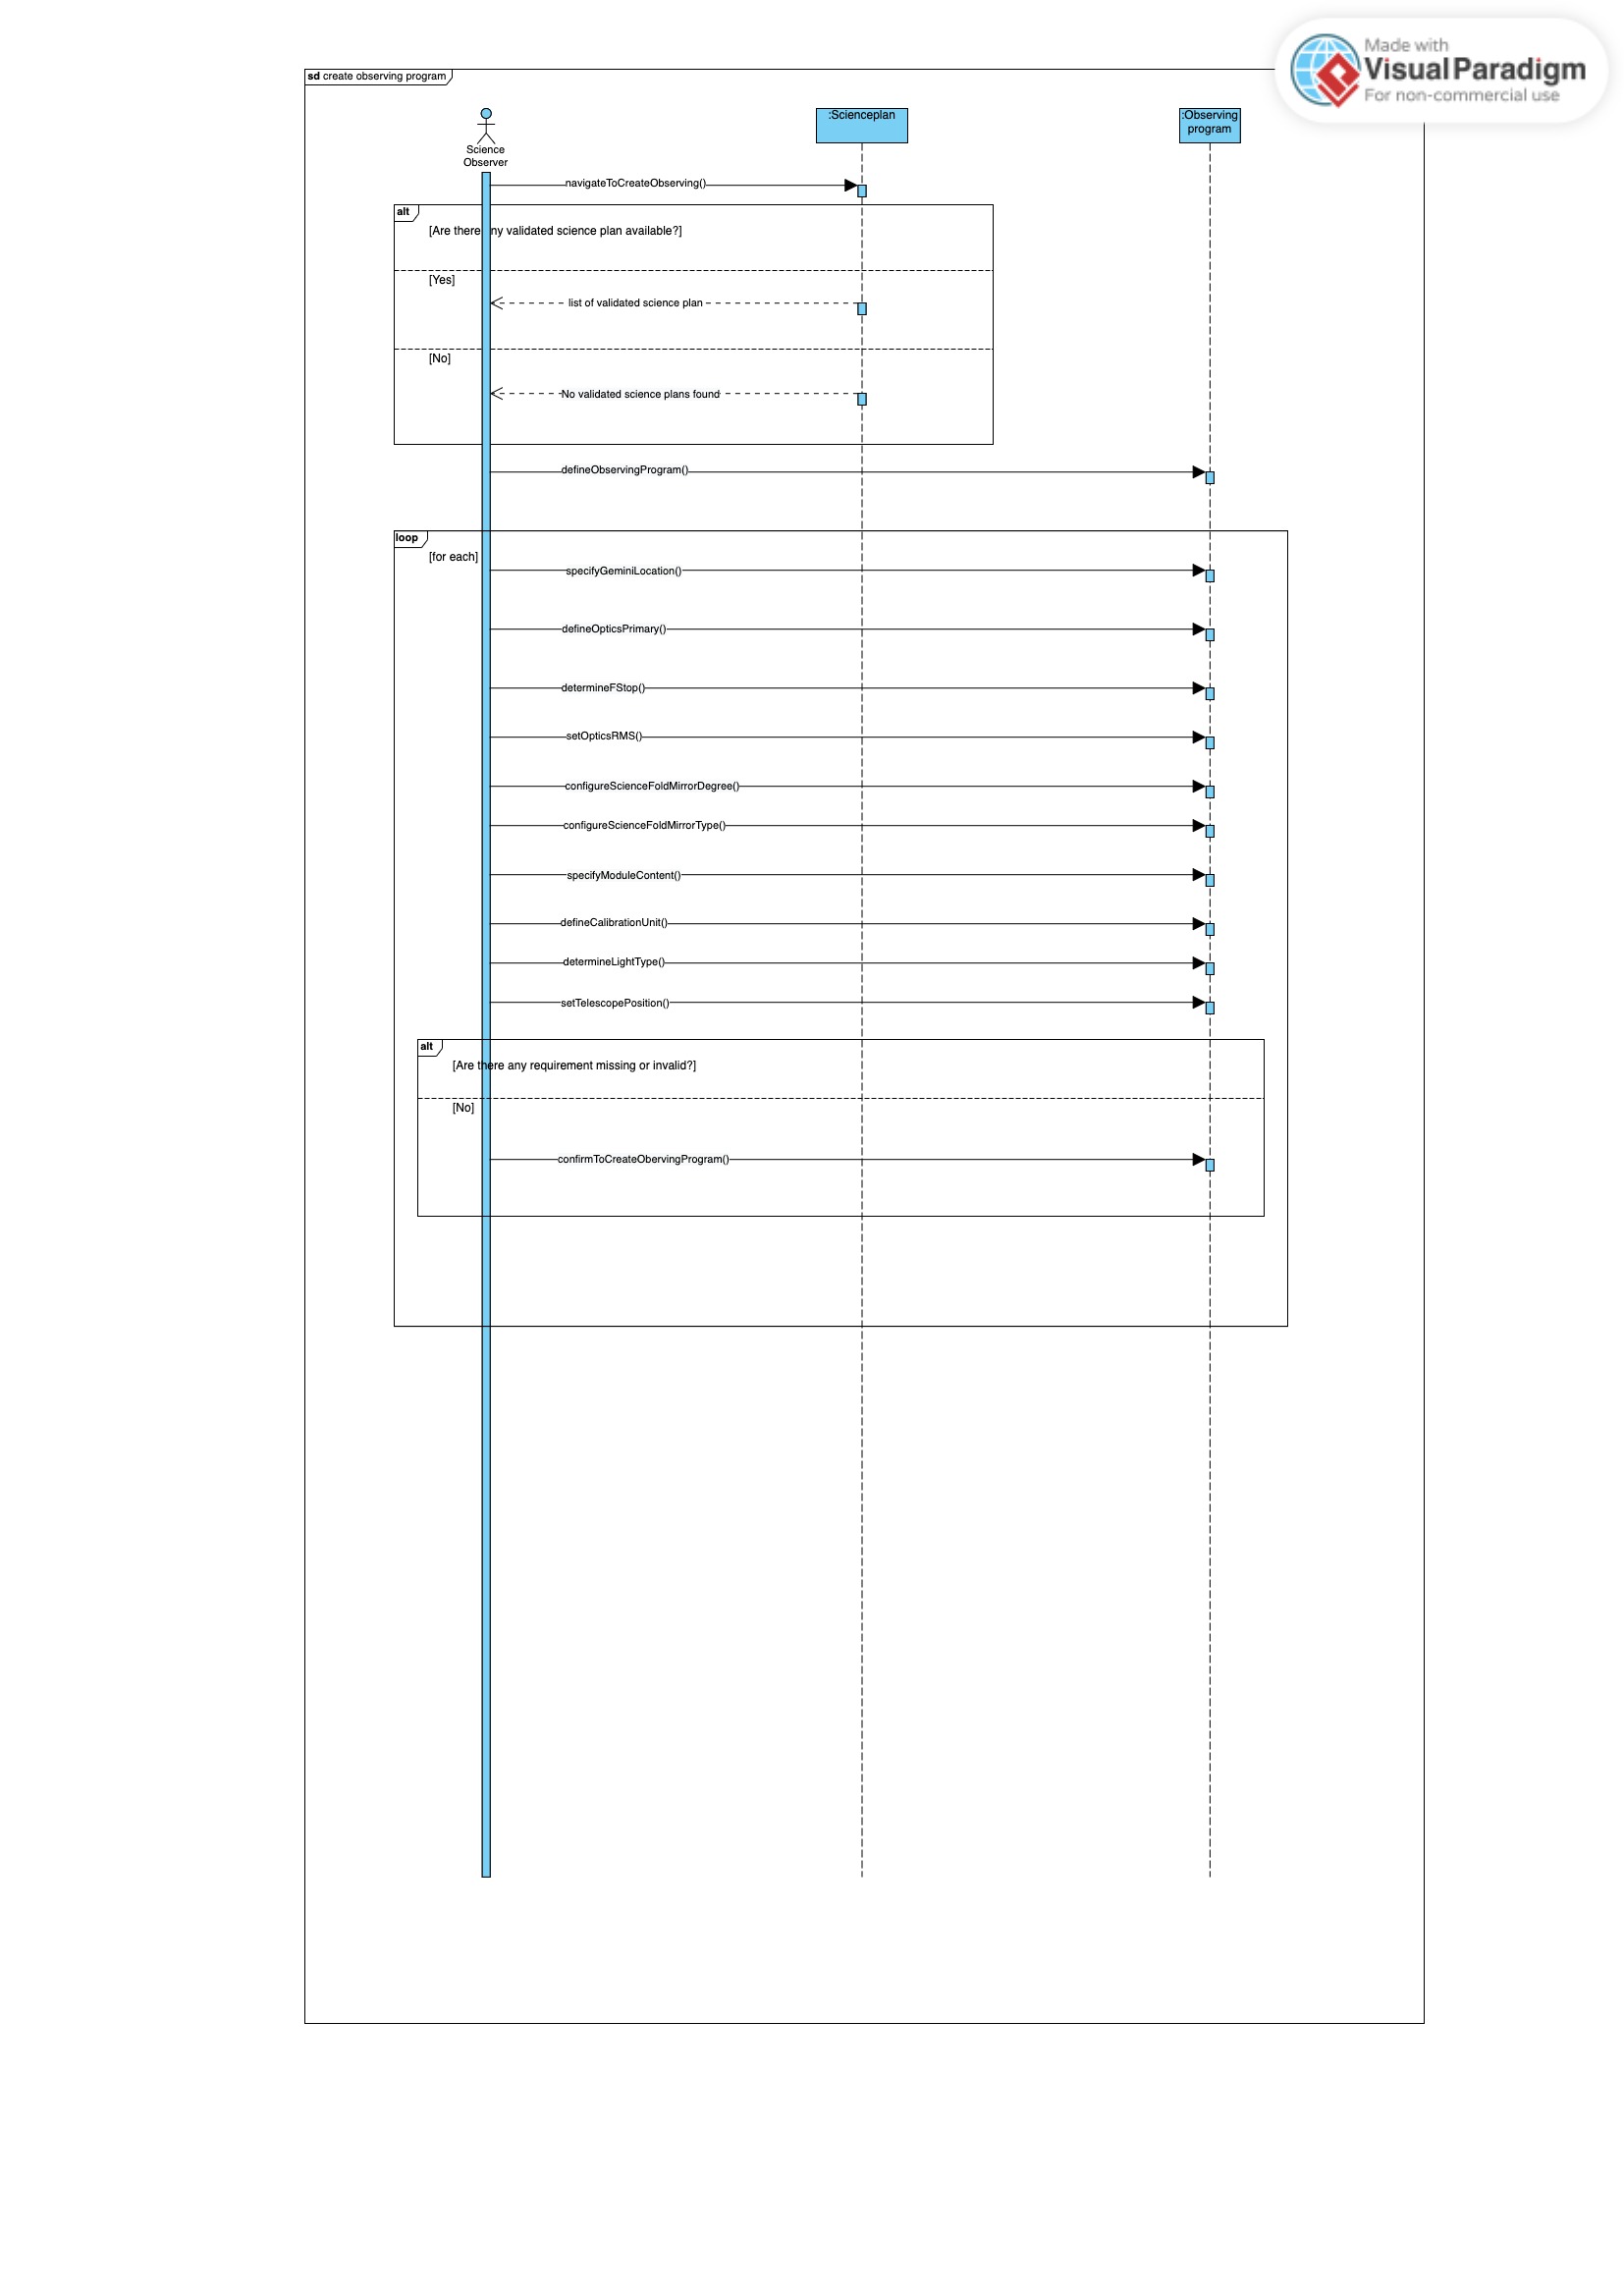 Made with
Visual Paradigm
For non-commercial use
sd create observing program
Science
Observer
:Scienceplan
:Observing
program
navigateToCreateObserving()
alt
[Are there any validated science plan available?]
[Yes]
list of validated science plan
[No]
No validated science plans found
defineObservingProgram()
loop
[for each]
specifyGeminiLocation()
defineOpticsPrimary()
determineFStop()
setOpticsRMS()
configureScienceFoldMirrorDegree()
configureScienceFoldMirrorType()
specifyModuleContent()
defineCalibrationUnit()
determineLightType()
setTelescopePosition()
alt
[Are there any requirement missing or invalid?]
[No]
confirmToCreateObervingProgram()